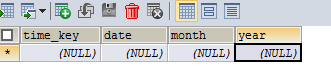 time_key date month year
* (NULL) (NULL) (NULL) (NULL)